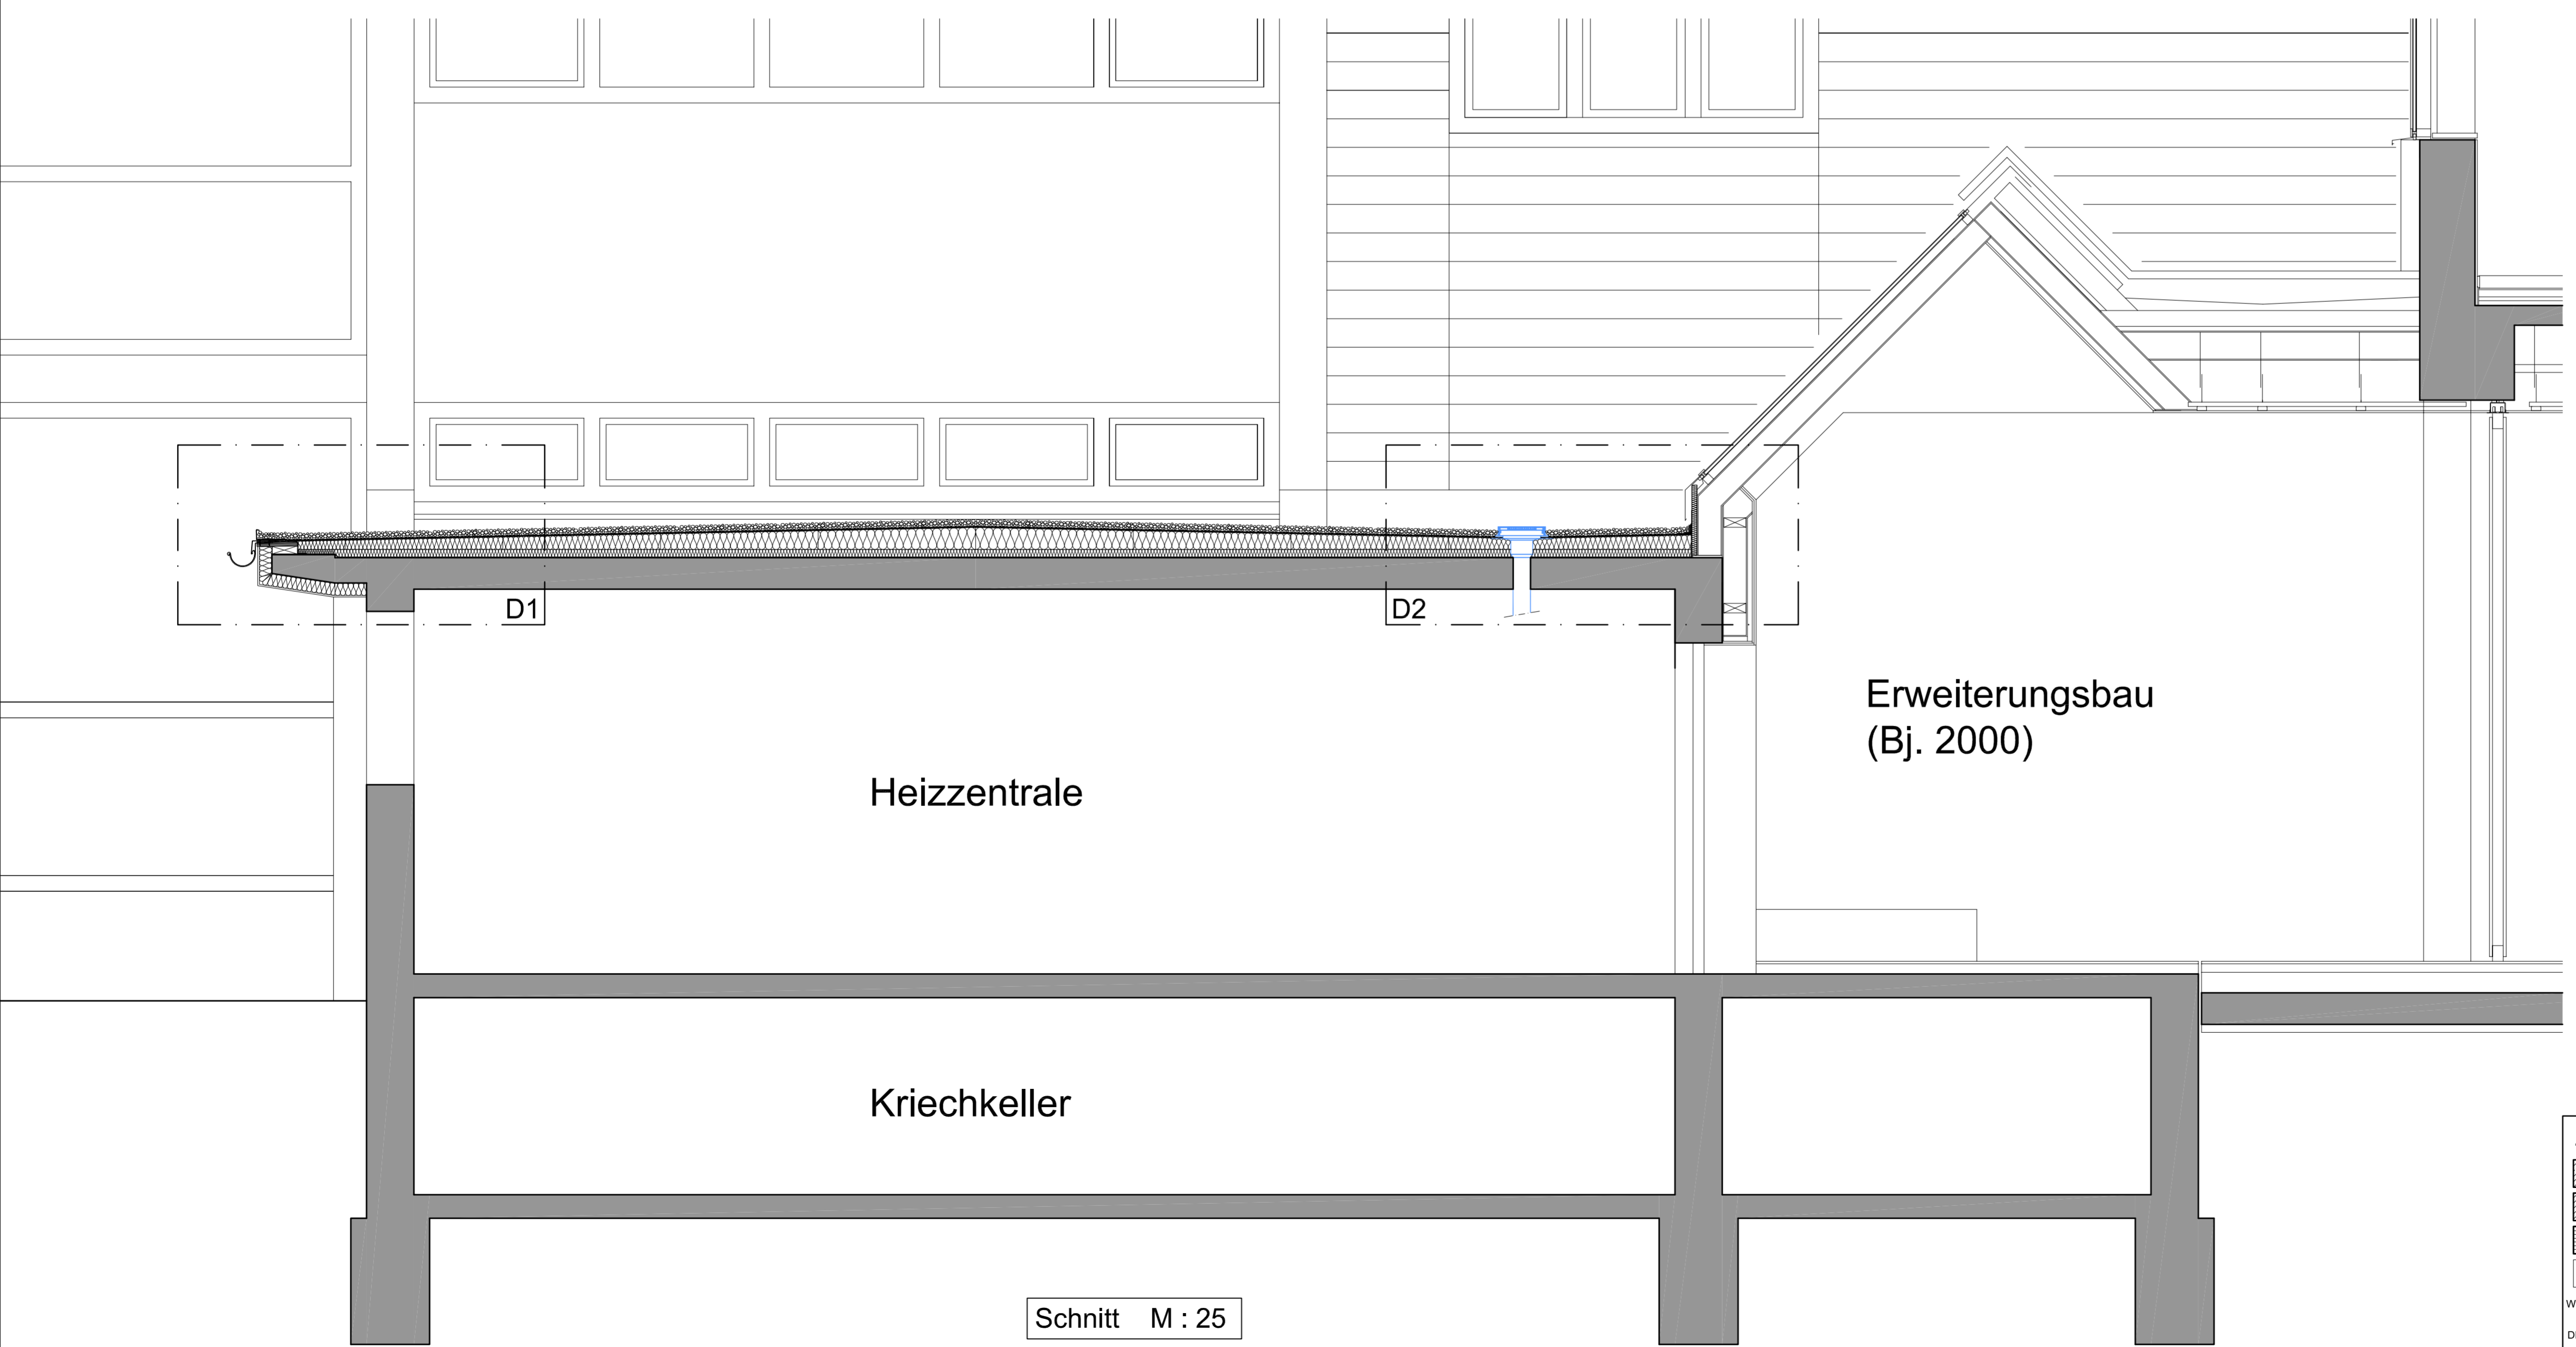 D1
D2
Erweiterungsbau
(Bj. 2000)
Heizzentrale
Kriechkeller
Schnitt M : 25